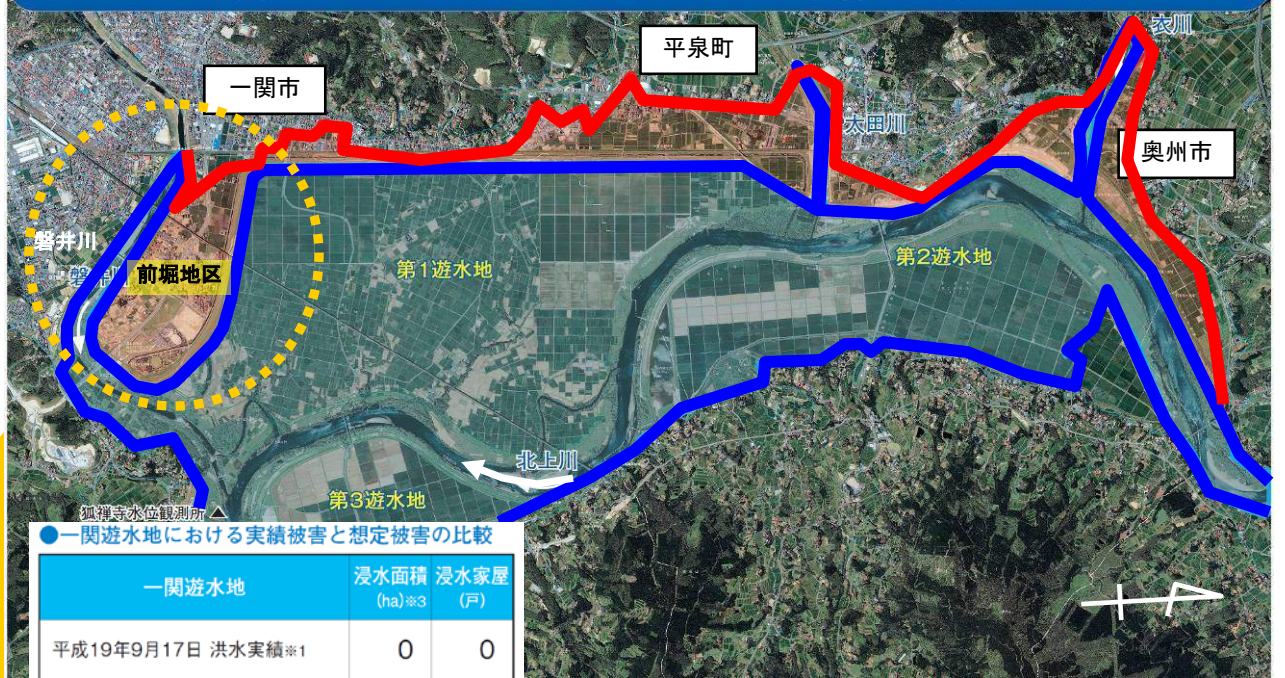 衣川
平泉町
一関市
太田川
奥州市
磐井川
前堀地区
第1遊水地
第2遊水地
北上川
第3遊水地
狐禅寺水位観測所▲
●一関遊水地における実績被害と想定被害の比較
一関遊水地 浸水面積(ha)※3 浸水家屋(戸)
平成19年9月17日 洪水実績※1 0 0